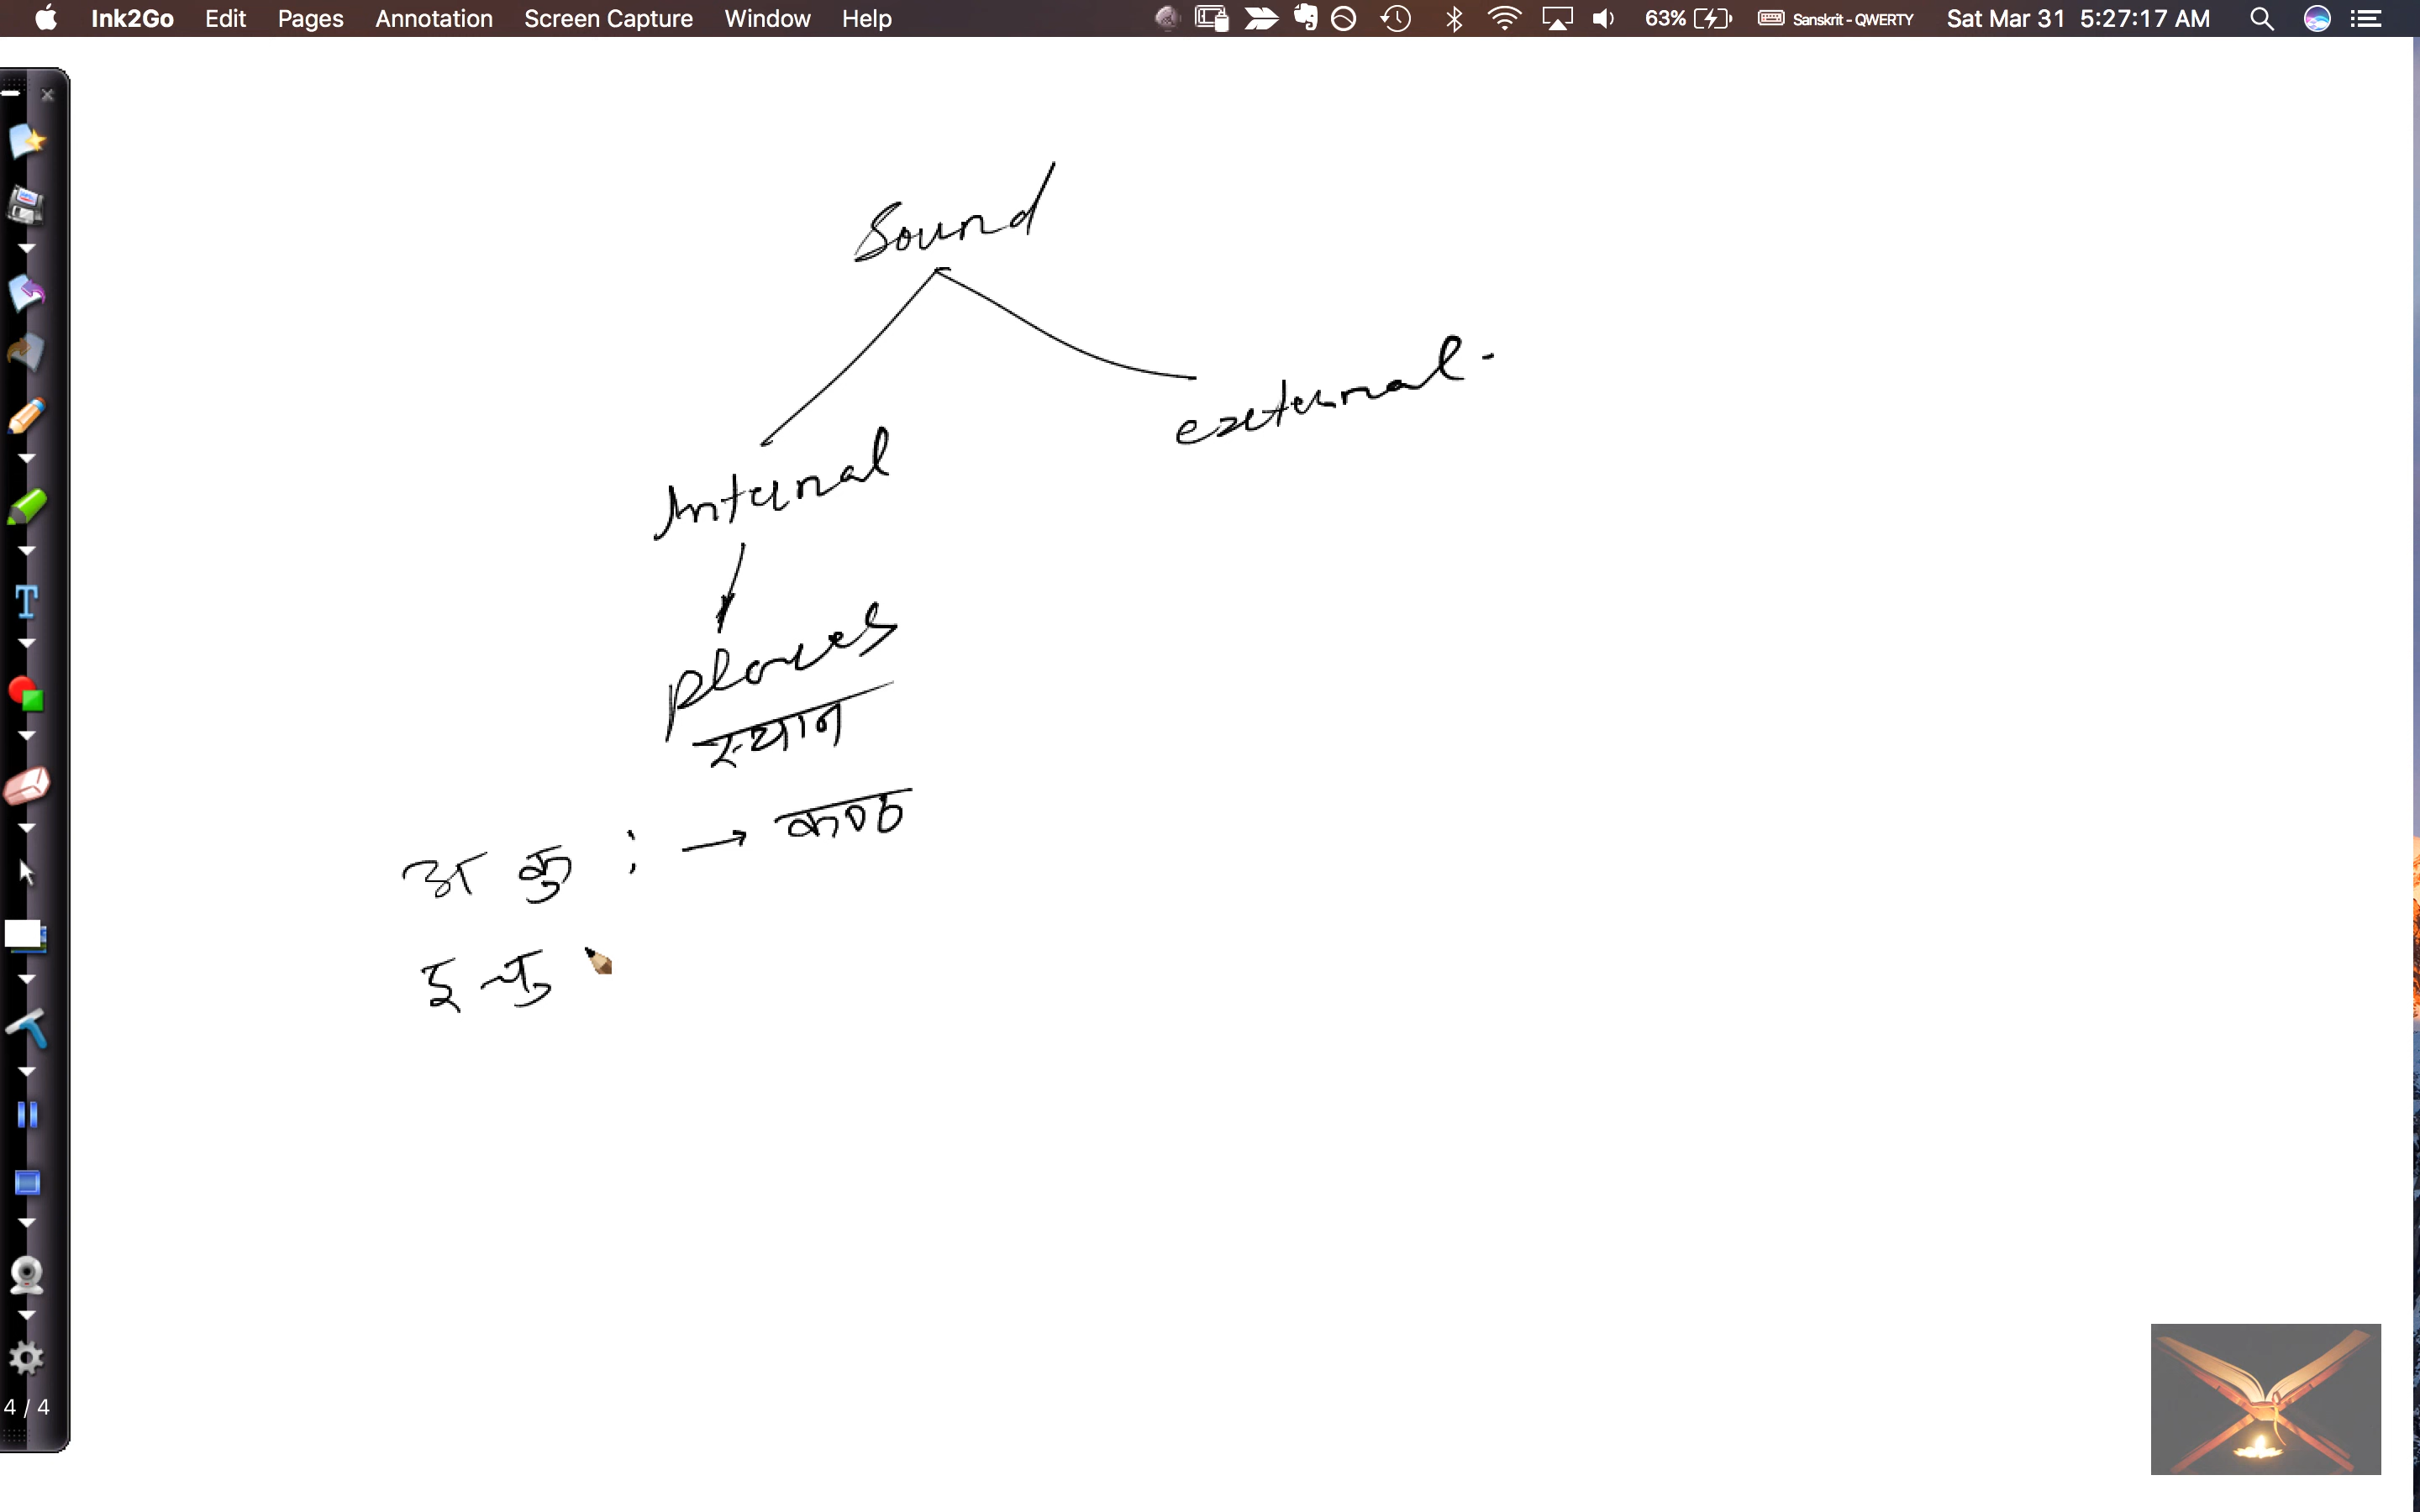 Ink2Go Edit Pages Annotation Screen Capture Window Help 63% Sanskrit - QWERTY Sat Mar 31 5:27:17 AM
Sound
external -
Internal
places
स्थान
अ कु : → कण्ठ
इ चु
T
4 / 4